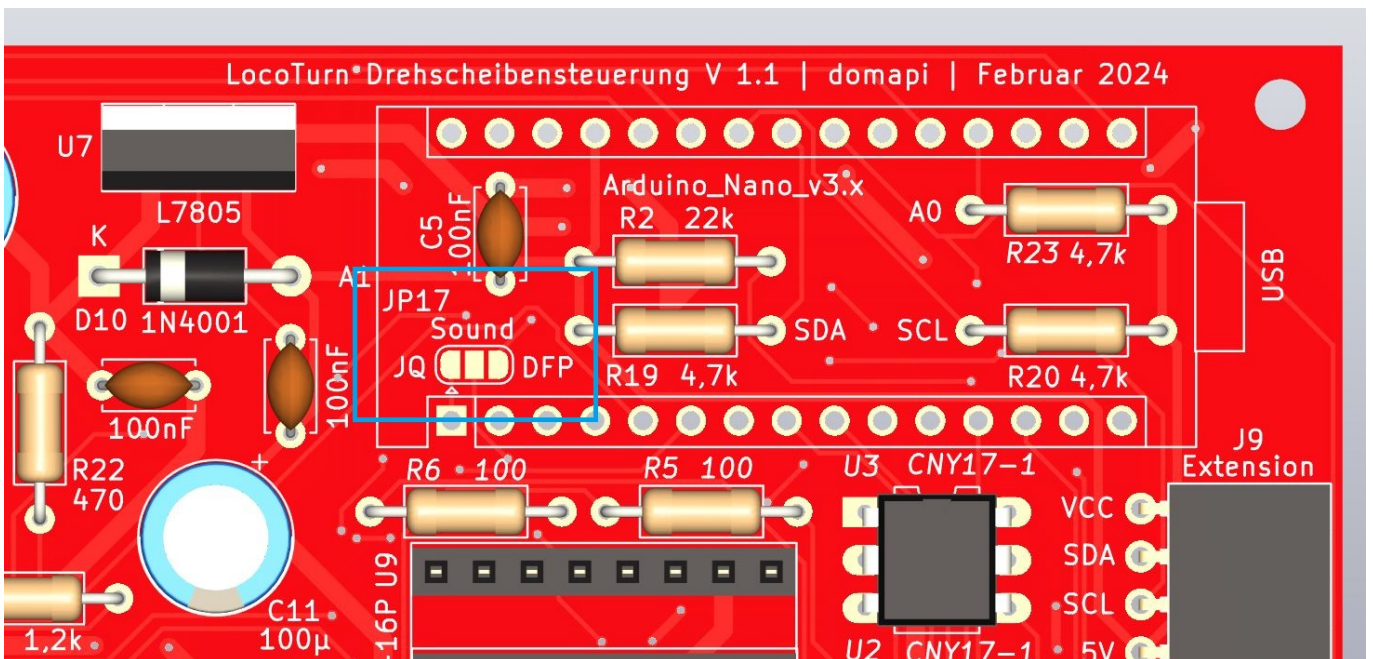 LocoTurn Drehscheibensteuerung V 1.1 | domapi | Februar 2024
U7
L7805
K
D10 1N4001
A1
C5
100nF
Arduino_Nano_v3.x
R2 22k
A0
R23 4,7k
USB
JP17
Sound
JQ
DFP
R19 4,7k
SDA
SCL
R20 4,7k
100nF
100nF
R22
470
R6 100
R5 100
U3 CNY17-1
J9
Extension
VCC
SDA
SCL
5V
U9
-16P
C11
100µ
+
1,2k
U2 CNY17-1